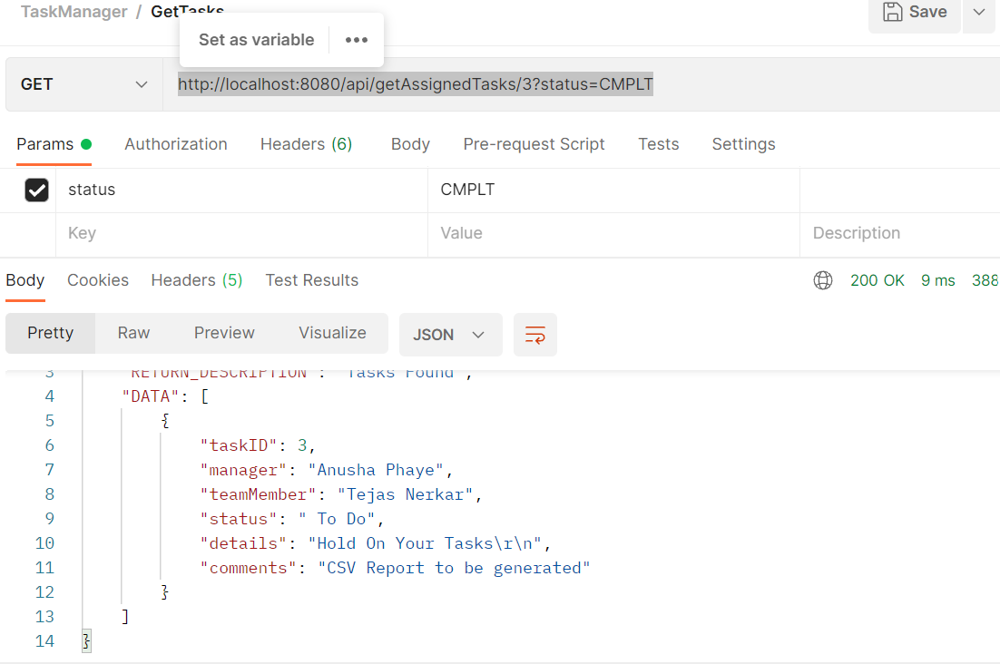 TaskManager / GetTasks
Save
Set as variable •••
GET http://localhost:8080/api/getAssignedTasks/3?status=CMPLT
Params Authorization Headers (6) Body Pre-request Script Tests Settings
status CMPLT
Key Value Description
Body Cookies Headers (5) Test Results 200 OK 9 ms 388
Pretty Raw Preview Visualize JSON
3 "RETURN_DESCRIPTION": "Tasks Found",
4 "DATA": [
5 {
6 "taskID": 3,
7 "manager": "Anusha Phaye",
8 "teamMember": "Tejas Nerkar",
9 "status": " To Do",
10 "details": "Hold On Your Tasks\r\n",
11 "comments": "CSV Report to be generated"
12 }
13 ]
14 }